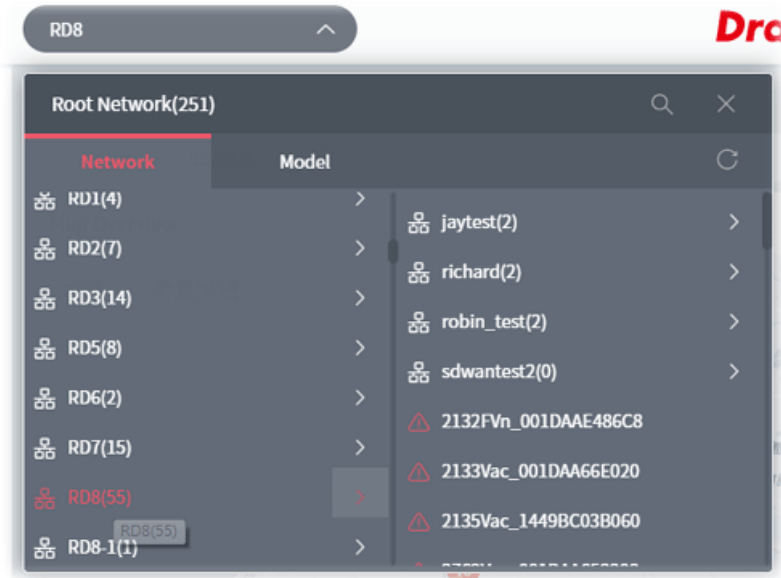 RD8
Root Network(251)
Network
Model
RD1(4)
RD2(7)
RD3(14)
RD5(8)
RD6(2)
RD7(15)
RD8(55)
RD8(55)
RD8-1(1)
jaytest(2)
richard(2)
robin_test(2)
sdwantest2(0)
2132FVn_001DAAE486C8
2133Vac_001DAA66E020
2135Vac_1449BC03B060